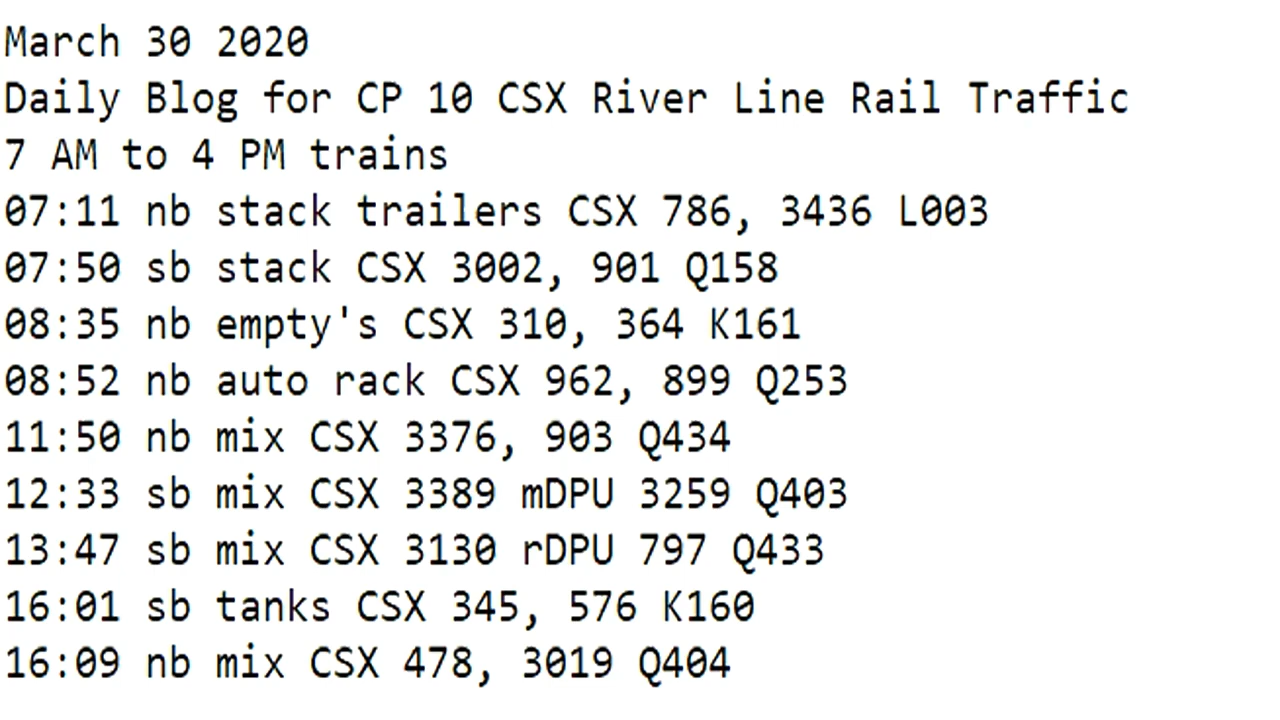 March 30 2020
Daily Blog for CP 10 CSX River Line Rail Traffic
7 AM to 4 PM trains
07:11 nb stack trailers CSX 786, 3436 L003
07:50 sb stack CSX 3002, 901 Q158
08:35 nb empty's CSX 310, 364 K161
08:52 nb auto rack CSX 962, 899 Q253
11:50 nb mix CSX 3376, 903 Q434
12:33 sb mix CSX 3389 mDPU 3259 Q403
13:47 sb mix CSX 3130 rDPU 797 Q433
16:01 sb tanks CSX 345, 576 K160
16:09 nb mix CSX 478, 3019 Q404